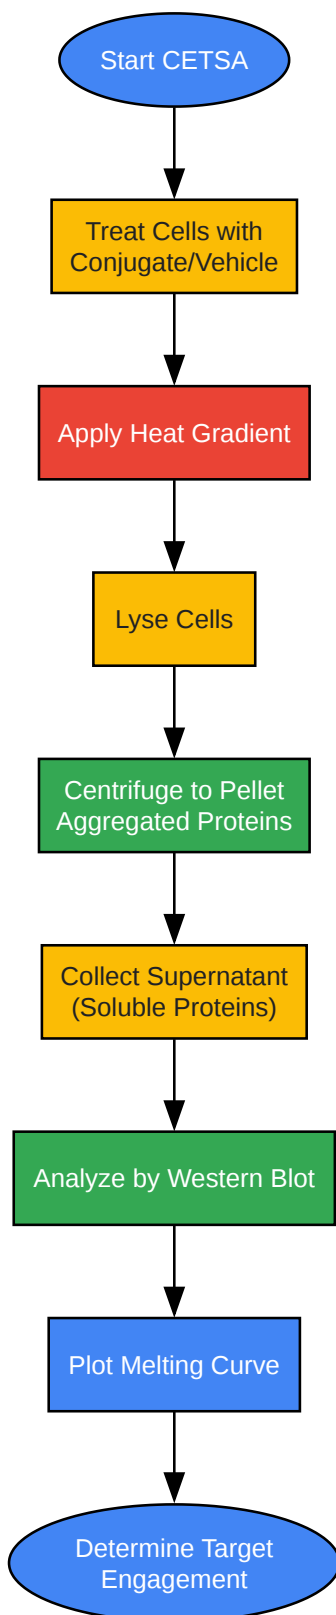 Start CETSA
Treat Cells with
Conjugate/Vehicle
Apply Heat Gradient
Lyse Cells
Centrifuge to Pellet
Aggregated Proteins
Collect Supernatant
(Soluble Proteins)
Analyze by Western Blot
Plot Melting Curve
Determine Target
Engagement